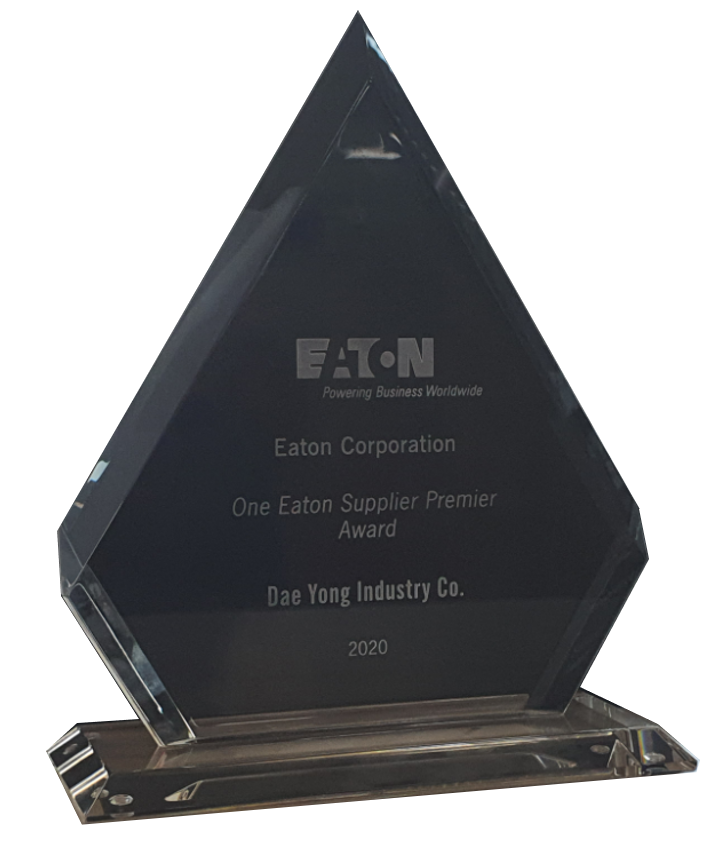 EATON
Powering Business Worldwide
Eaton Corporation
One Eaton Supplier Premier
Award
Dae Yong Industry Co.
2020